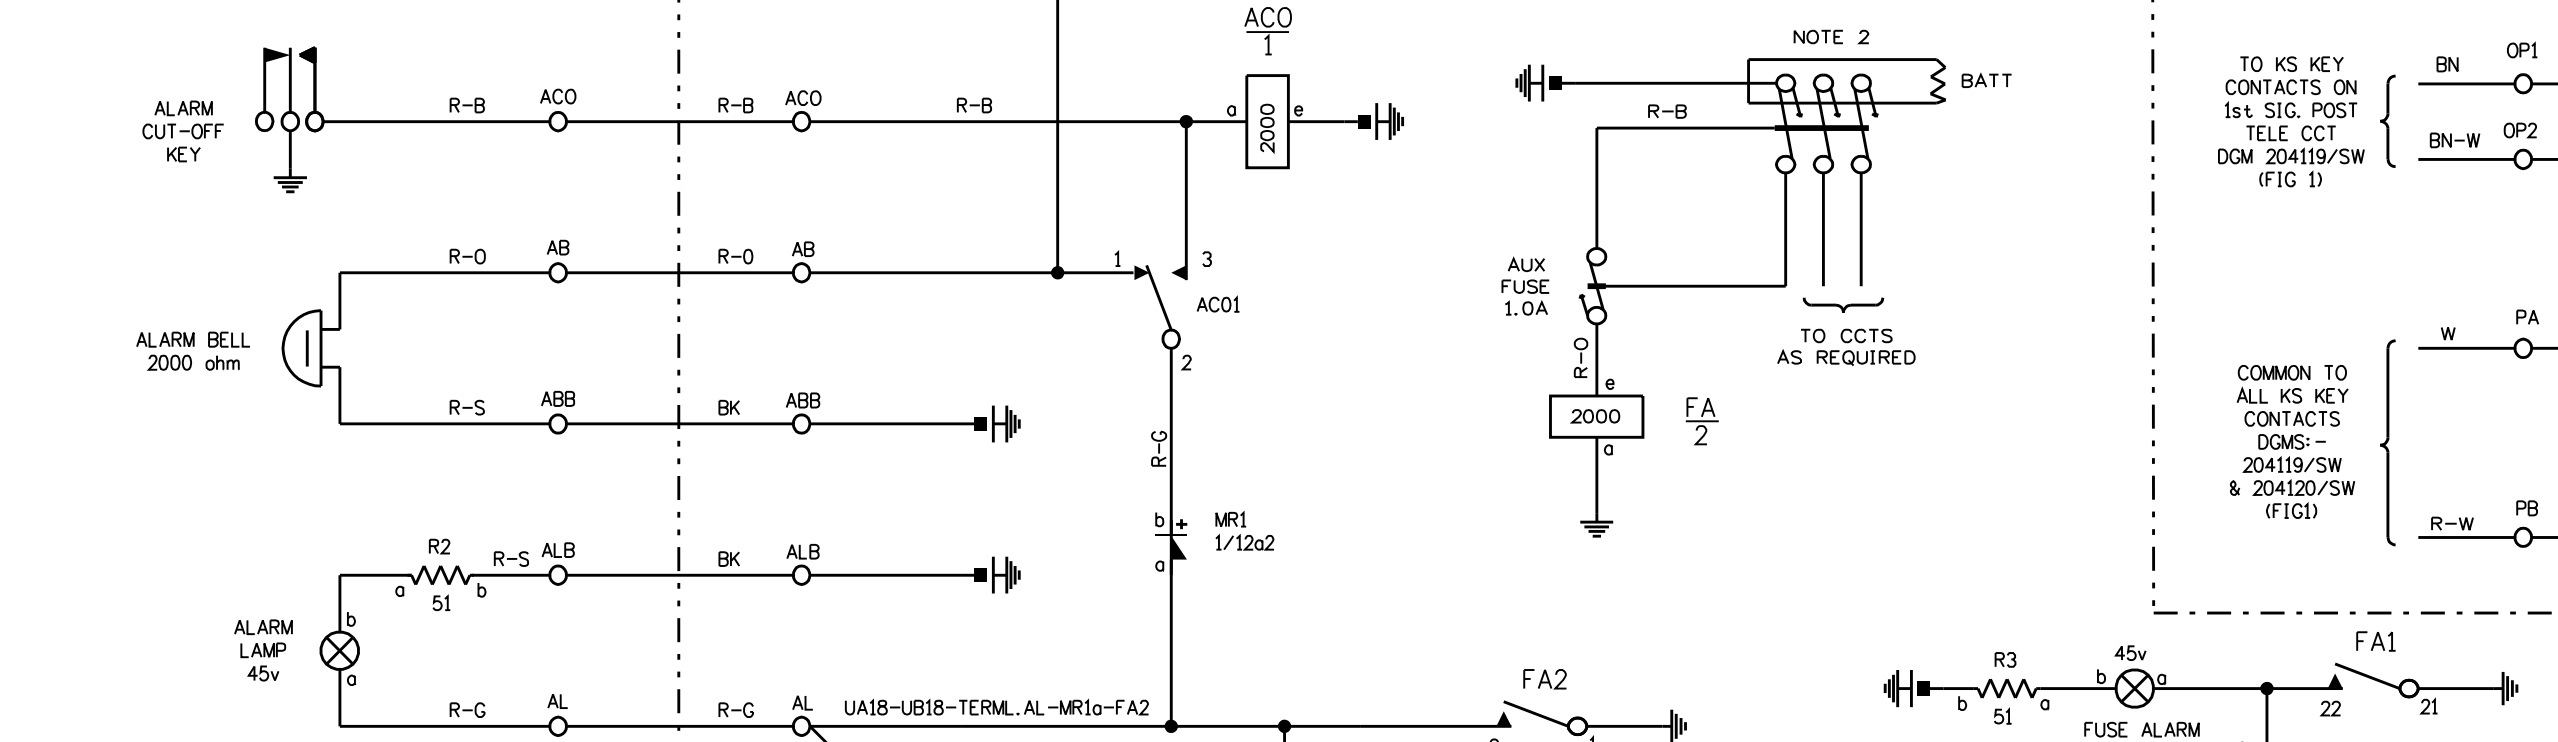 ALARM
CUT-OFF
KEY
R-B
ACO
R-B
ACO
R-B
ACO
1
a
2000
e
R-O
AB
R-O
AB
1
3
ACO1
2
ALARM BELL
2000 ohm
R-S
ABB
BK
ABB
R-G
b
+
MR1
1/12a2
a
R2
a
b
51
R-S
ALB
BK
ALB
ALARM
LAMP
45v
b
a
R-G
AL
R-G
AL
UA18-UB18-TERML.AL-MR1a-FA2
FA2
NOTE 2
BATT
R-B
AUX
FUSE
1.0A
TO CCTS
AS REQUIRED
R-O
e
2000
a
FA
2
TO KS KEY
CONTACTS ON
1st SIG. POST
TELE CCT
DGM 204119/SW
(FIG 1)
BN
OP1
BN-W
OP2
COMMON TO
ALL KS KEY
CONTACTS
DGMS:-
204119/SW
& 204120/SW
(FIG1)
W
PA
R-W
PB
R3
b
51
a
45v
b
a
FUSE ALARM
FA1
22
21